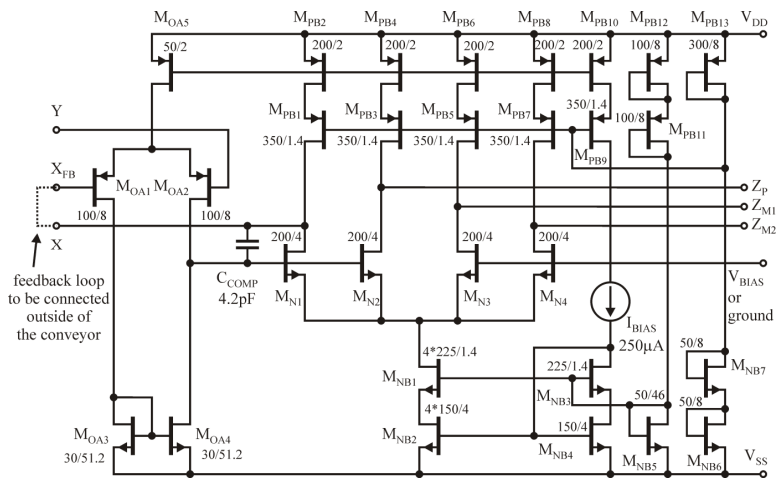 M_OA5 M_PB2 M_PB4 M_PB6 M_PB8 M_PB10 M_PB12 M_PB13 V_DD
50/2 200/2 200/2 200/2 200/2 200/2 100/8 300/8
M_PB1 M_PB3 M_PB5 M_PB7 350/1.4 100/8
Y
M_PB11
350/1.4 350/1.4 350/1.4 350/1.4 M_PB9
X_FB
M_OA1 M_OA2
Z_P
100/8 100/8
Z_M1
X
Z_M2
200/4 200/4 200/4 200/4
feedback loop
to be connected
outside of
the conveyor
C_COMP
4.2pF
M_N1 M_N2 M_N3 M_N4
V_BIAS
or
ground
I_BIAS
250µA
4*225/1.4 225/1.4 50/8
M_NB1 M_NB3 50/46 M_NB7
4*150/4 150/4 50/8
M_OA3 M_OA4 M_NB2 M_NB4 M_NB5 M_NB6
30/51.2 30/51.2
V_SS